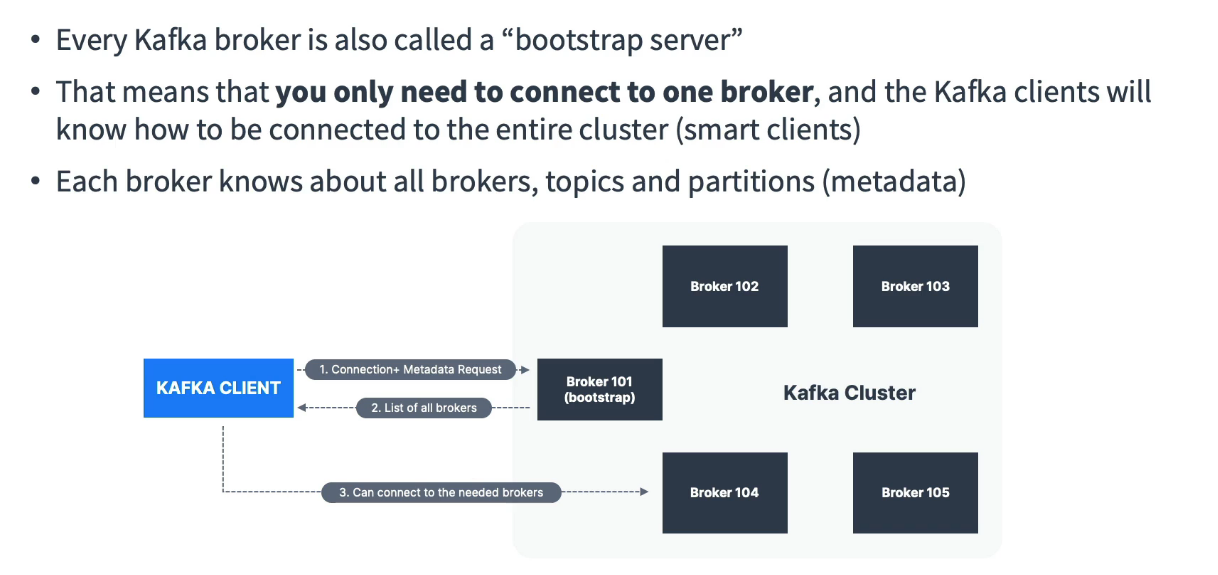 • Every Kafka broker is also called a “bootstrap server”
• That means that you only need to connect to one broker, and the Kafka clients will
know how to be connected to the entire cluster (smart clients)
• Each broker knows about all brokers, topics and partitions (metadata)
Broker 102
Broker 103
KAFKA CLIENT
1. Connection+ Metadata Request
2. List of all brokers
Broker 101
(bootstrap)
Kafka Cluster
3. Can connect to the needed brokers
Broker 104
Broker 105